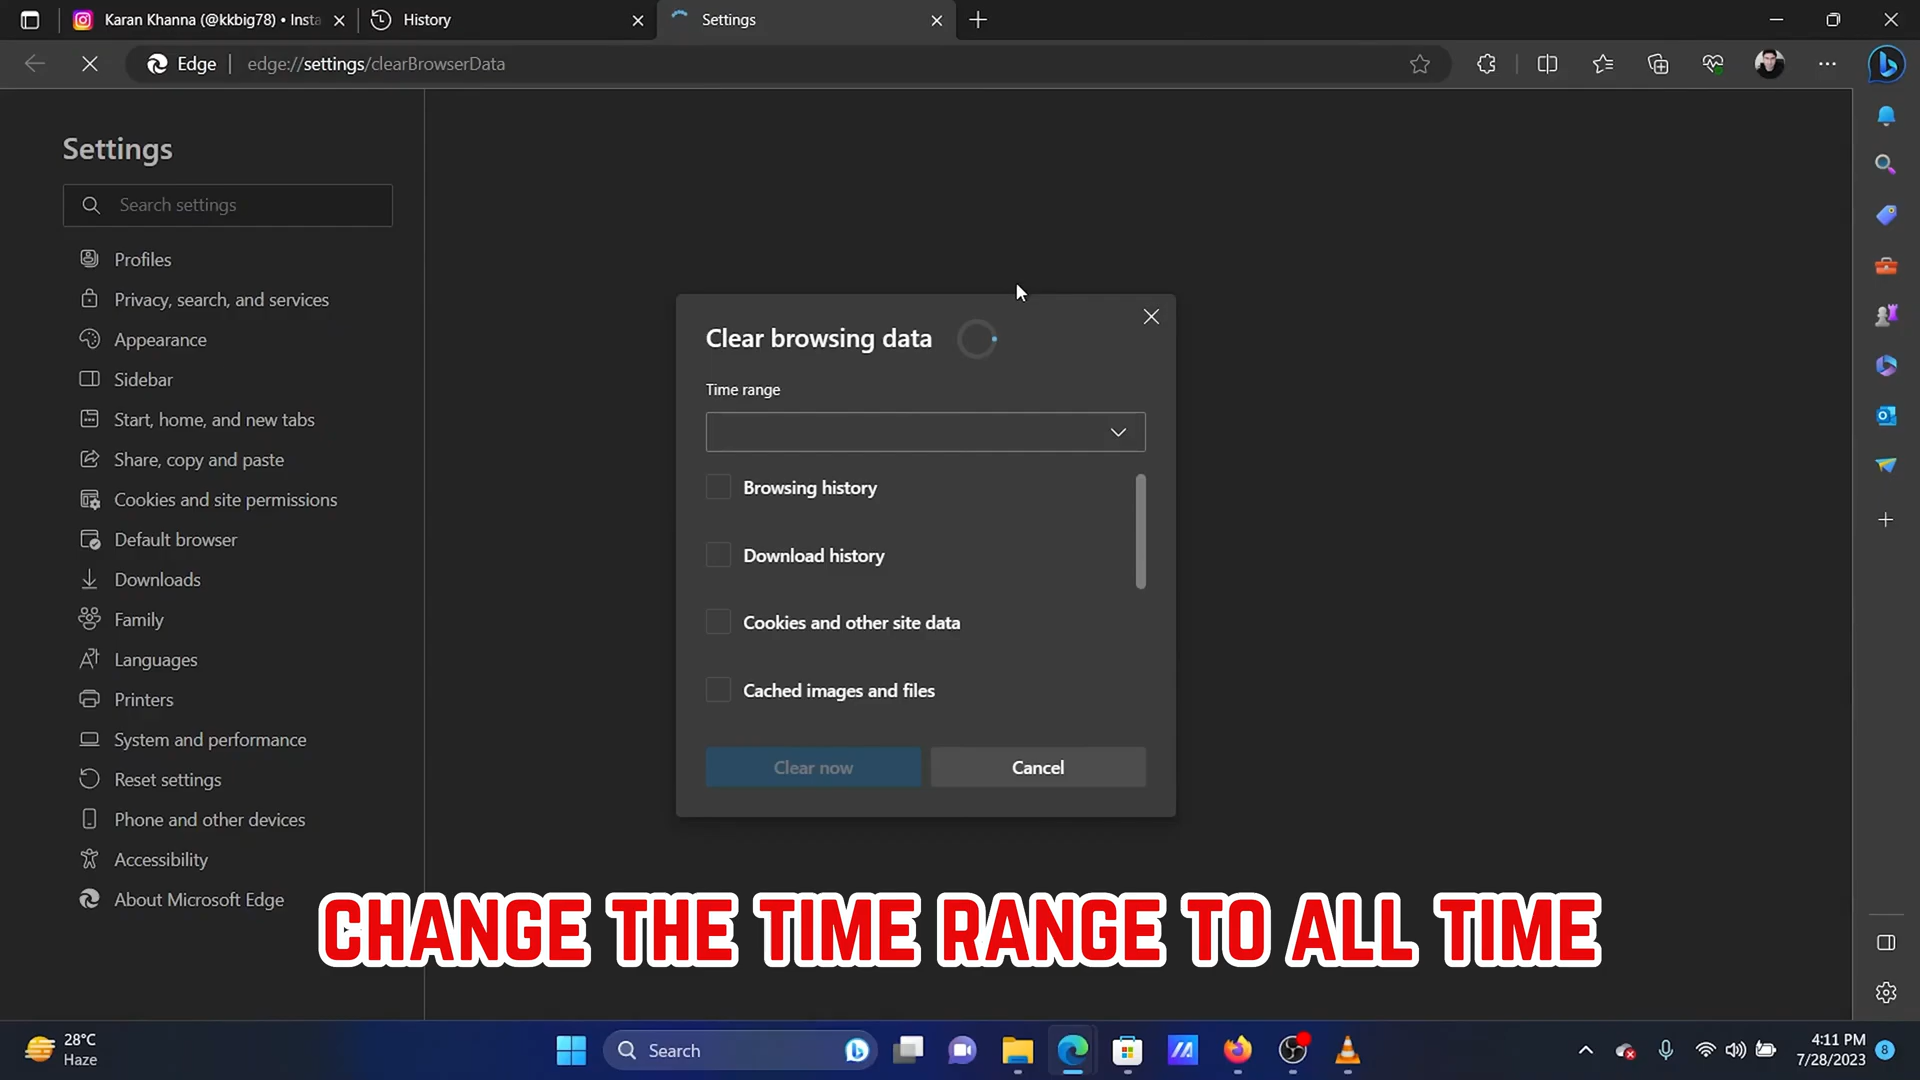 Karan Khanna (@kkbig78) • Insta
History
Settings
Edge
edge://settings/clearBrowserData
Settings
Search settings
Profiles
Privacy, search, and services
Appearance
Sidebar
Start, home, and new tabs
Share, copy and paste
Cookies and site permissions
Default browser
Downloads
Family
Languages
Printers
System and performance
Reset settings
Phone and other devices
Accessibility
About Microsoft Edge
Clear browsing data
Time range
Browsing history
Download history
Cookies and other site data
Cached images and files
Clear now
Cancel
CHANGE THE TIME RANGE TO ALL TIME
28°C
Haze
Search
4:11 PM
7/28/2023
8